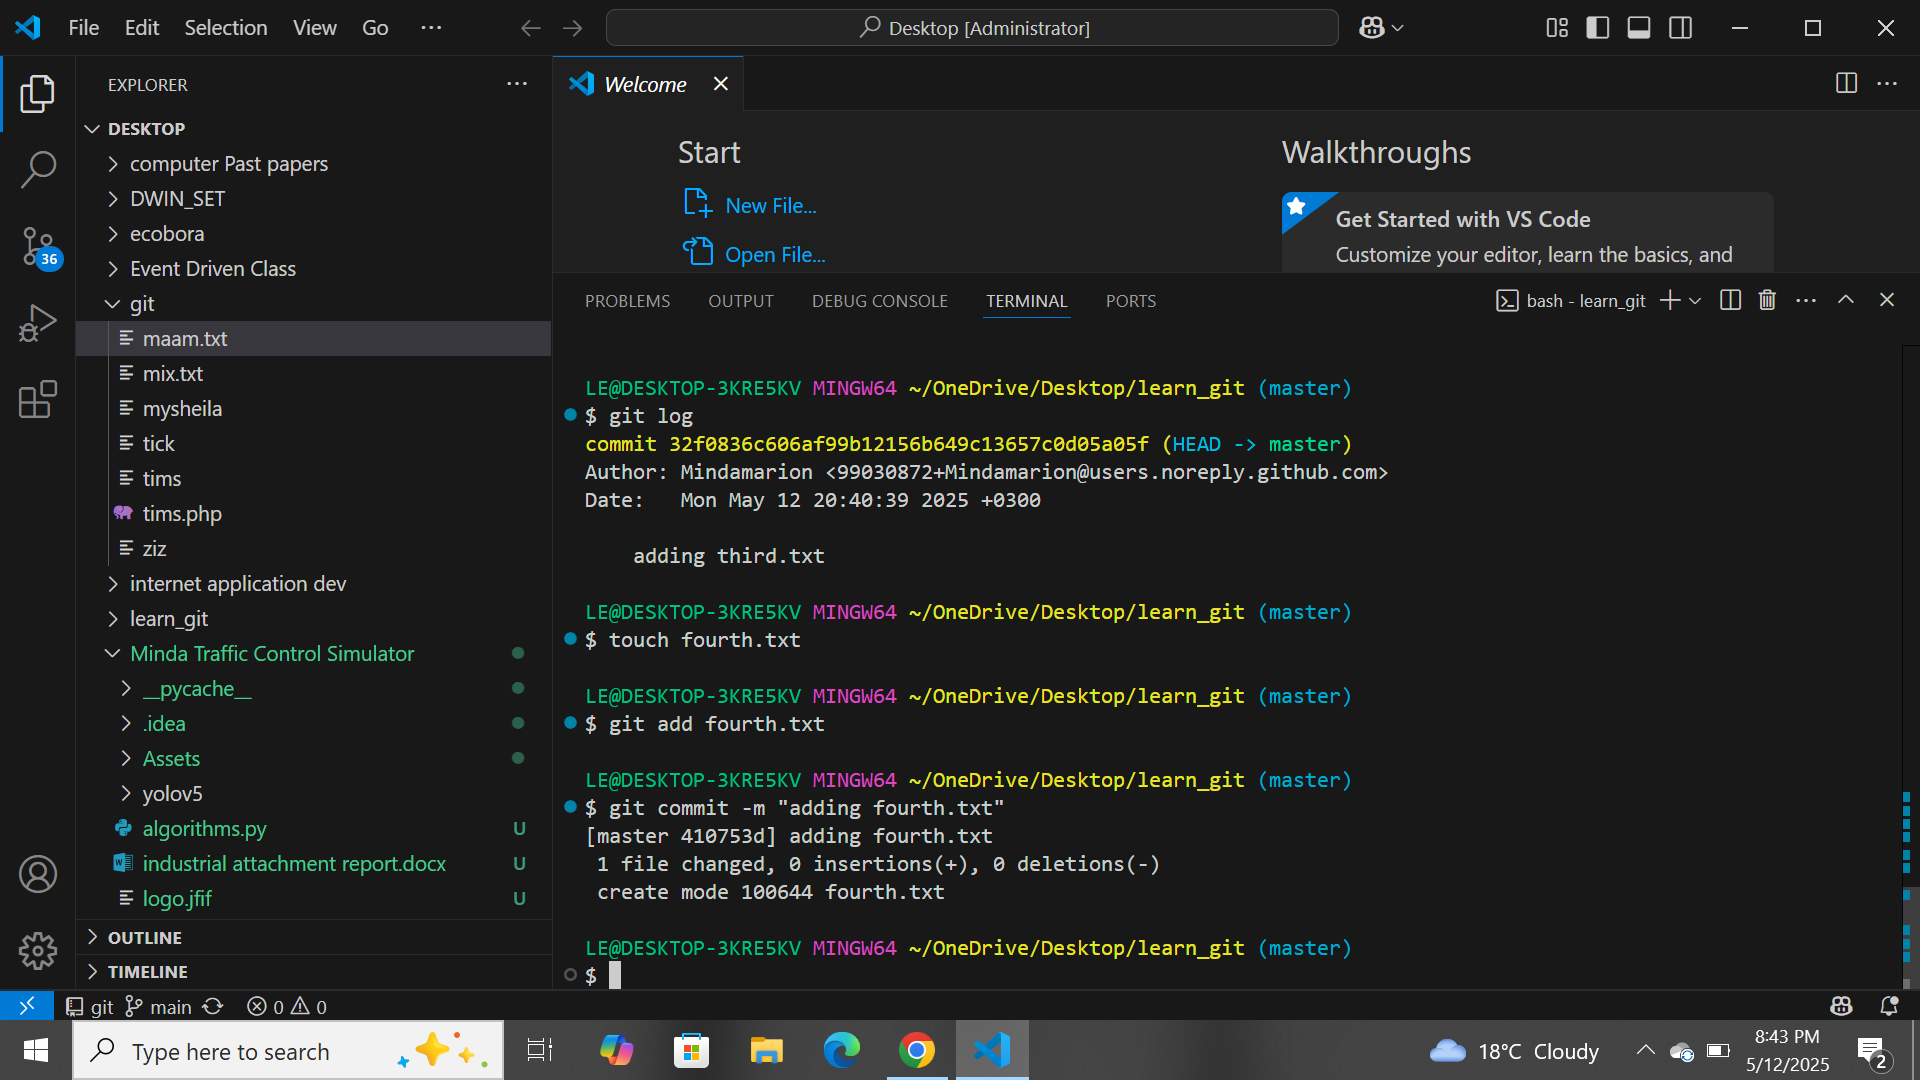 File Edit Selection View Go ···
Desktop [Administrator]
EXPLORER
DESKTOP
computer Past papers
DWIN_SET
ecobora
Event Driven Class
git
maam.txt
mix.txt
mysheila
tick
tims
tims.php
ziz
internet application dev
learn_git
Minda Traffic Control Simulator
__pycache__
.idea
Assets
yolov5
algorithms.py U
industrial attachment report.docx U
logo.jfif U
OUTLINE
TIMELINE
36
Welcome
Start
New File...
Open File...
Walkthroughs
Get Started with VS Code
Customize your editor, learn the basics, and
PROBLEMS OUTPUT DEBUG CONSOLE TERMINAL PORTS
bash - learn_git
LE@DESKTOP-3KRE5KV MINGW64 ~/OneDrive/Desktop/learn_git (master)
$ git log
commit 32f0836c606af99b12156b649c13657c0d05a05f (HEAD -> master)
Author: Mindamarion <99030872+Mindamarion@users.noreply.github.com>
Date:   Mon May 12 20:40:39 2025 +0300
adding third.txt
LE@DESKTOP-3KRE5KV MINGW64 ~/OneDrive/Desktop/learn_git (master)
$ touch fourth.txt
LE@DESKTOP-3KRE5KV MINGW64 ~/OneDrive/Desktop/learn_git (master)
$ git add fourth.txt
LE@DESKTOP-3KRE5KV MINGW64 ~/OneDrive/Desktop/learn_git (master)
$ git commit -m "adding fourth.txt"
[master 410753d] adding fourth.txt
1 file changed, 0 insertions(+), 0 deletions(-)
create mode 100644 fourth.txt
LE@DESKTOP-3KRE5KV MINGW64 ~/OneDrive/Desktop/learn_git (master)
$
git main 0 0
Type here to search
18°C Cloudy
8:43 PM
5/12/2025
2